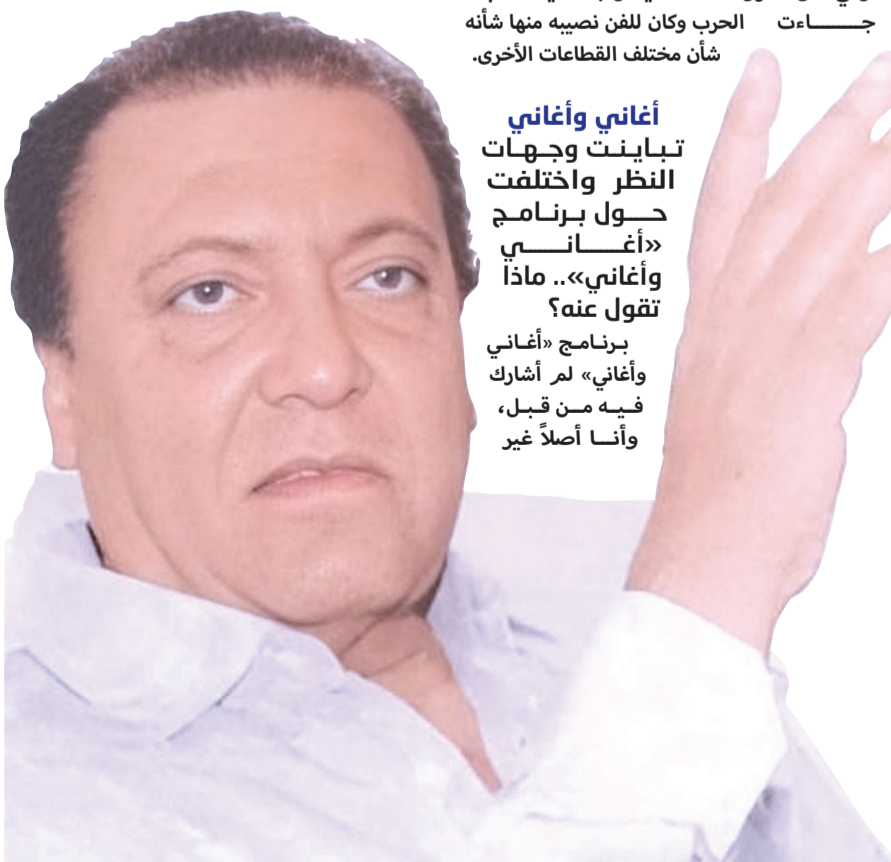 جاءت الحرب وكان للفن نصيبه منها شأنه
شأن مختلف القطاعات الأخرى.
أغاني وأغاني
تباينت وجهات
النظر واختلفت
حول برنامج
«أغاني
وأغاني».. ماذا
تقول عنه؟
برنامج «أغاني
وأغاني» لم أشارك
فيه من قبل،
وأنا أصلاً غير